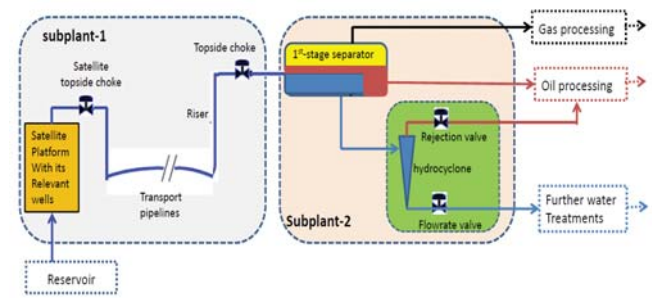 subplant-1
Satellite
topside choke
Topside choke
Riser
Satellite
Platform
With its
Relevant
wells
Transport
pipelines
Reservoir
1st-stage separator
Rejection valve
hydrocyclone
Flowrate valve
Subplant-2
Gas processing
Oil processing
Further water
Treatments